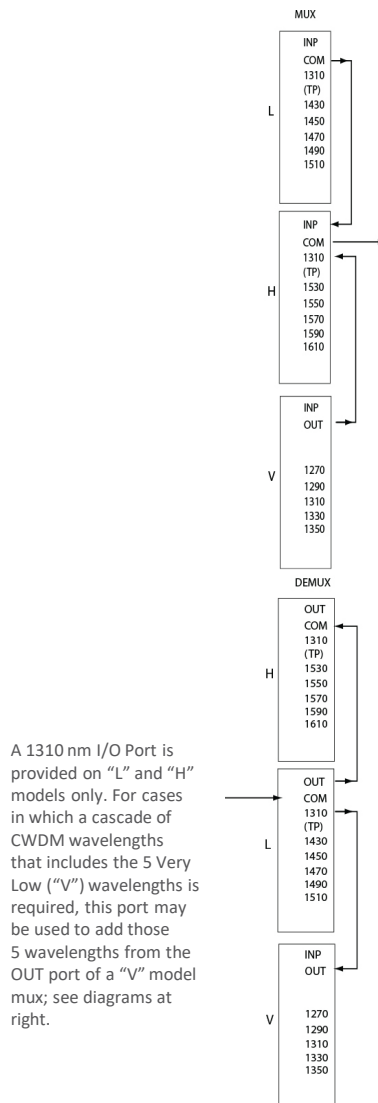 MUX
INP
COM
1310
(TP)
1430
1450
1470
1490
1510
L
INP
COM
1310
(TP)
1530
1550
1570
1590
1610
H
INP
OUT
1270
1290
1310
1330
1350
V
DEMUX
OUT
COM
1310
(TP)
1530
1550
1570
1590
1610
H
A 1310 nm I/O Port is
provided on “L” and “H”
models only. For cases
in which a cascade of
CWDM wavelengths
that includes the 5 Very
Low (“V”) wavelengths is
required, this port may
be used to add those
5 wavelengths from the
OUT port of a “V” model
mux; see diagrams at
right.
OUT
COM
1310
(TP)
1430
1450
1470
1490
1510
L
INP
OUT
1270
1290
1310
1330
1350
V